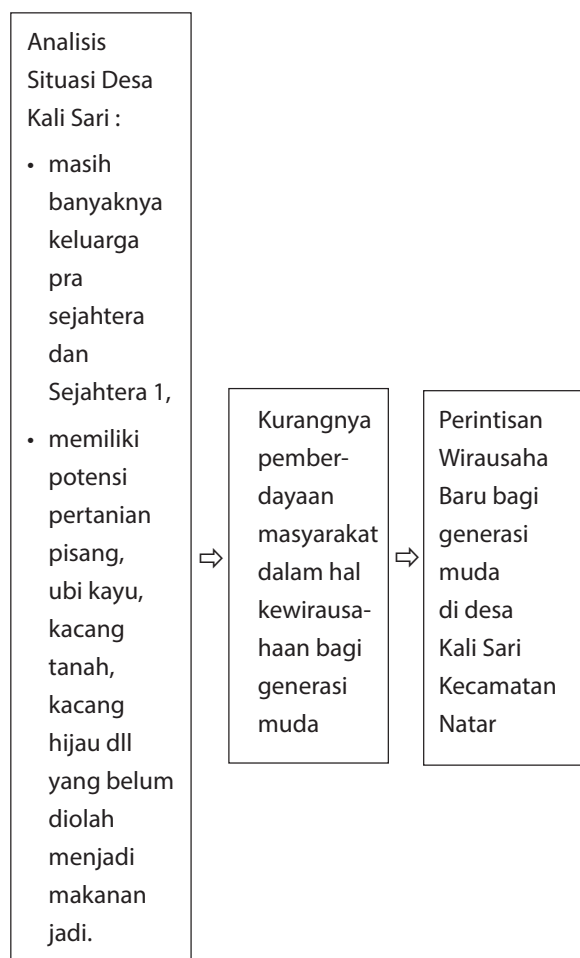 Analisis
Situasi Desa
Kali Sari :
• masih
banyaknya
keluarga
pra
sejahtera
dan
Sejahtera 1,
• memiliki
potensi
pertanian
pisang,
ubi kayu,
kacang
tanah,
kacang
hijau dll
yang belum
diolah
menjadi
makanan
jadi.
⇨
Kurangnya
pember-
dayaan
masyarakat
dalam hal
kewirausa-
haan bagi
generasi
muda
⇨
Perintisan
Wirausaha
Baru bagi
generasi
muda
di desa
Kali Sari
Kecamatan
Natar